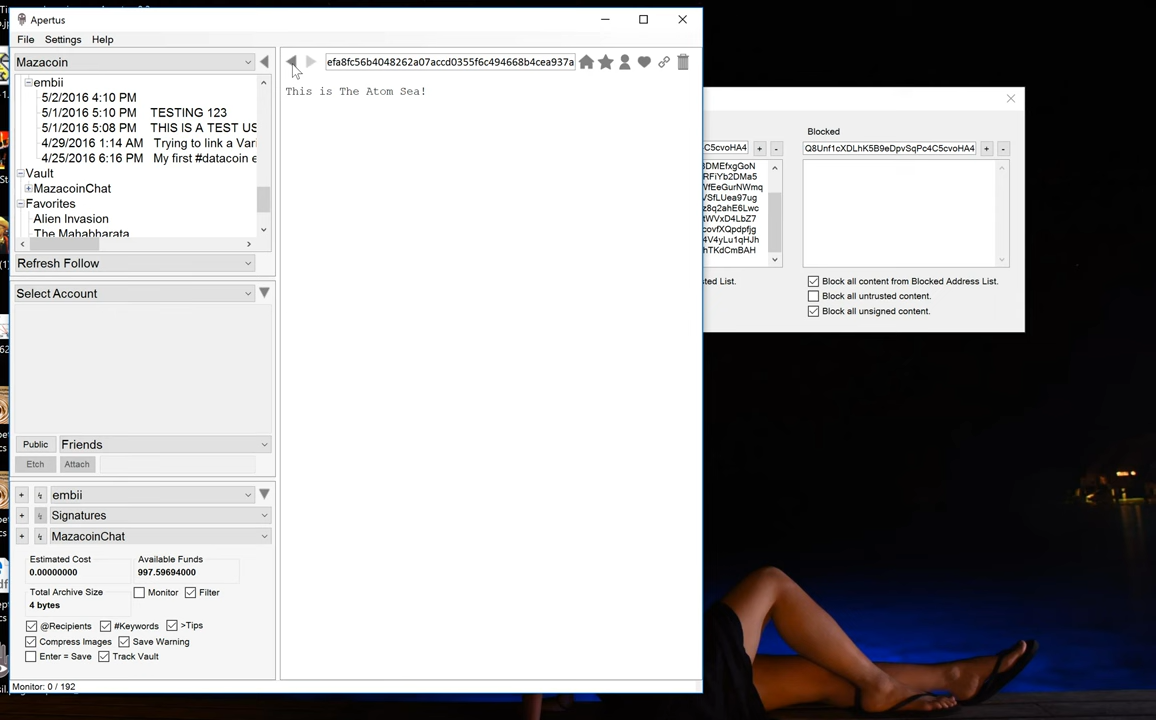 Apertus
File Settings Help
Mazacoin
efa8fc56b4048262a07accd0355f6c494668b4cea937a
This is The Atom Sea!
embii
5/2/2016 4:10 PM
5/1/2016 5:10 PM TESTING 123
5/1/2016 5:08 PM THIS IS A TEST US
4/29/2016 1:14 AM Trying to link a Vari
4/25/2016 6:16 PM My first #datacoin e
Vault
MazacoinChat
Favorites
Alien Invasion
The Mahabharata
Refresh Follow
Select Account
Public Friends
Etch Attach
embii
Signatures
MazacoinChat
Estimated Cost Available Funds
0.00000000 997.59694000
Total Archive Size Monitor Filter
4 bytes
@Recipients #Keywords >Tips
Compress Images Save Warning
Enter = Save Track Vault
Monitor: 0 / 192
Blocked
C5cvoHA4 + - Q8Unf1cXDLhK5B9eDpvSqPc4C5cvoHA4 + -
BDMEfxgGoN
RFiYb2DMa5
WfEeGurNWmq
VSfLUea97ug
z8q2ahE6Lwc
tWVxD4LbZ7
covfXQpdpfjg
4V4yLu1qHJh
hTKdCmBAH
sted List.
Block all content from Blocked Address List.
Block all untrusted content.
Block all unsigned content.